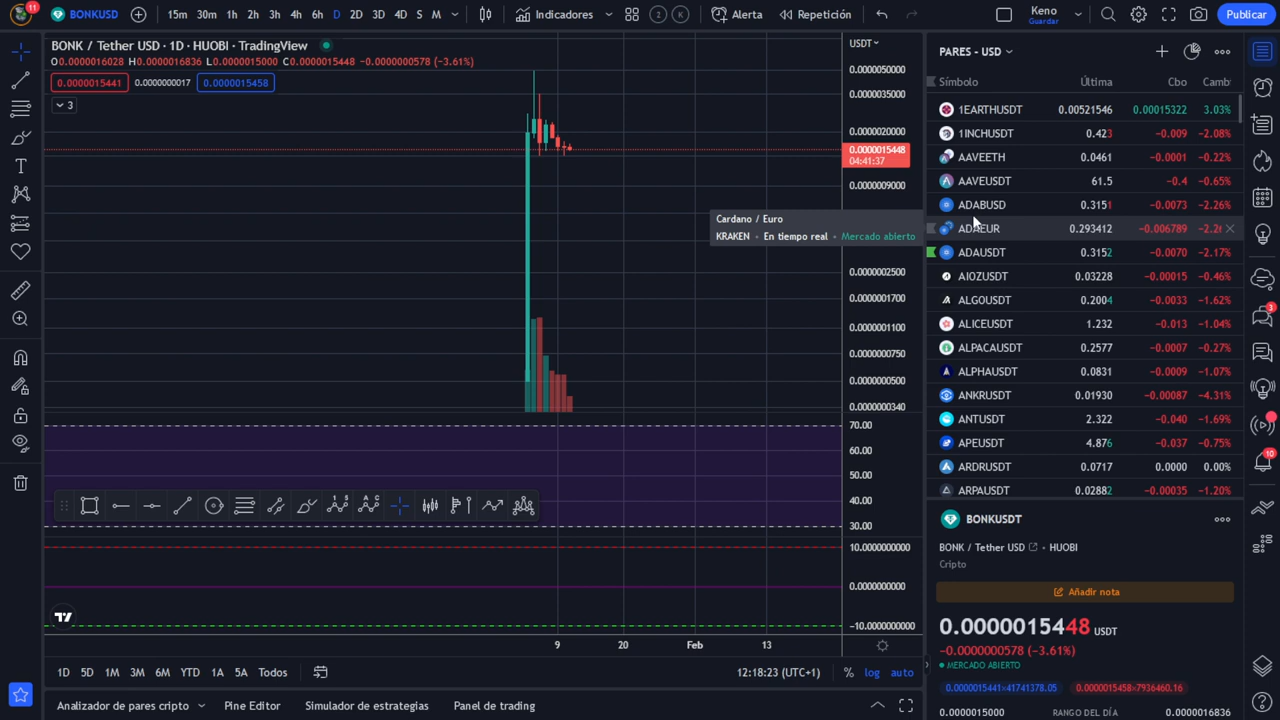 11
BONKUSD
15m 30m 1h 2h 3h 4h 6h D 2D 3D 4D S M
Indicadores
2 K
Alerta
Repetición
Keno
Guardar
Publicar
BONK / Tether USD · 1D · HUOBI · TradingView
O0.0000016028 H0.0000016836 L0.0000015000 C0.0000015448 −0.0000000578 (−3.61%)
0.0000015441 0.0000000017 0.0000015458
3
USDT
0.0000050000
0.0000035000
0.0000020000
0.0000015448
04:41:37
0.0000009000
0.0000002500
0.0000001700
0.0000001100
0.0000000750
0.0000000500
0.0000000340
70.00
60.00
50.00
40.00
30.00
10.0000000000
0.0000000000
−10.0000000000
9 20 Feb 13
Cardano / Euro
KRAKEN • En tiempo real • Mercado abierto
1D 5D 1M 3M 6M YTD 1A 5A Todos
12:18:23 (UTC+1) % log auto
Analizador de pares cripto Pine Editor Simulador de estrategias Panel de trading
PARES - USD
Símbolo Última Cbo Camb
1EARTHUSDT 0.00521546 0.00015322 3.03%
1INCHUSDT 0.423 −0.009 −2.08%
AAVEETH 0.0461 −0.0001 −0.22%
AAVEUSDT 61.5 −0.4 −0.65%
ADABUSD 0.3151 −0.0073 −2.26%
ADAEUR 0.293412 −0.006789 −2.2
ADAUSDT 0.3152 −0.0070 −2.17%
AIOZUSDT 0.03228 −0.00015 −0.46%
ALGOUSDT 0.2004 −0.0033 −1.62%
ALICEUSDT 1.232 −0.013 −1.04%
ALPACAUSDT 0.2577 −0.0007 −0.27%
ALPHAUSDT 0.0831 −0.0009 −1.07%
ANKRUSDT 0.01930 −0.00087 −4.31%
ANTUSDT 2.322 −0.040 −1.69%
APEUSDT 4.876 −0.037 −0.75%
ARDRUSDT 0.0717 0.0000 0.00%
ARPAUSDT 0.02882 −0.00035 −1.20%
BONKUSDT
BONK / Tether USD • HUOBI
Cripto
Añadir nota
0.0000015448 USDT
−0.0000000578 (−3.61%)
MERCADO ABIERTO
0.0000015441×41741378.05 0.0000015458×7936460.16
0.0000015000 RANGO DEL DÍA 0.0000016836
3
10